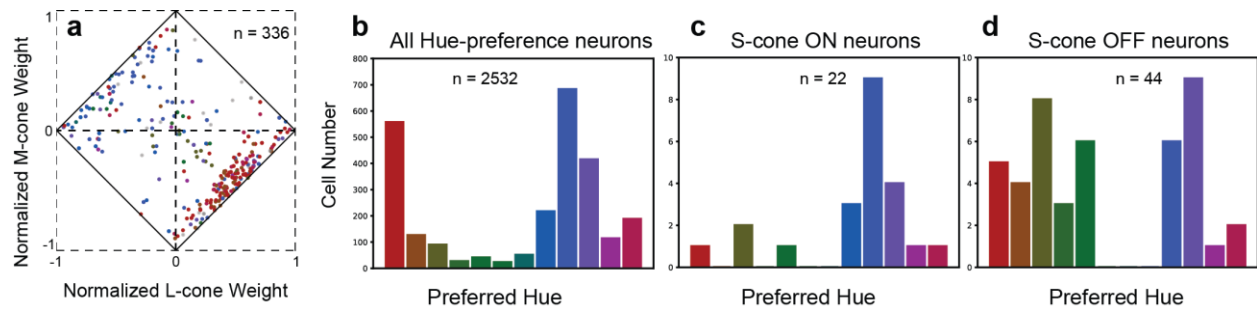 a
n = 336
Normalized M-cone Weight
1
0
-1
-1
0
1
Normalized L-cone Weight
b
All Hue-preference neurons
n = 2532
Cell Number
800
700
600
500
400
300
200
100
0
Preferred Hue
c
S-cone ON neurons
n = 22
10
8
6
4
2
0
Preferred Hue
d
S-cone OFF neurons
n = 44
10
8
6
4
2
0
Preferred Hue